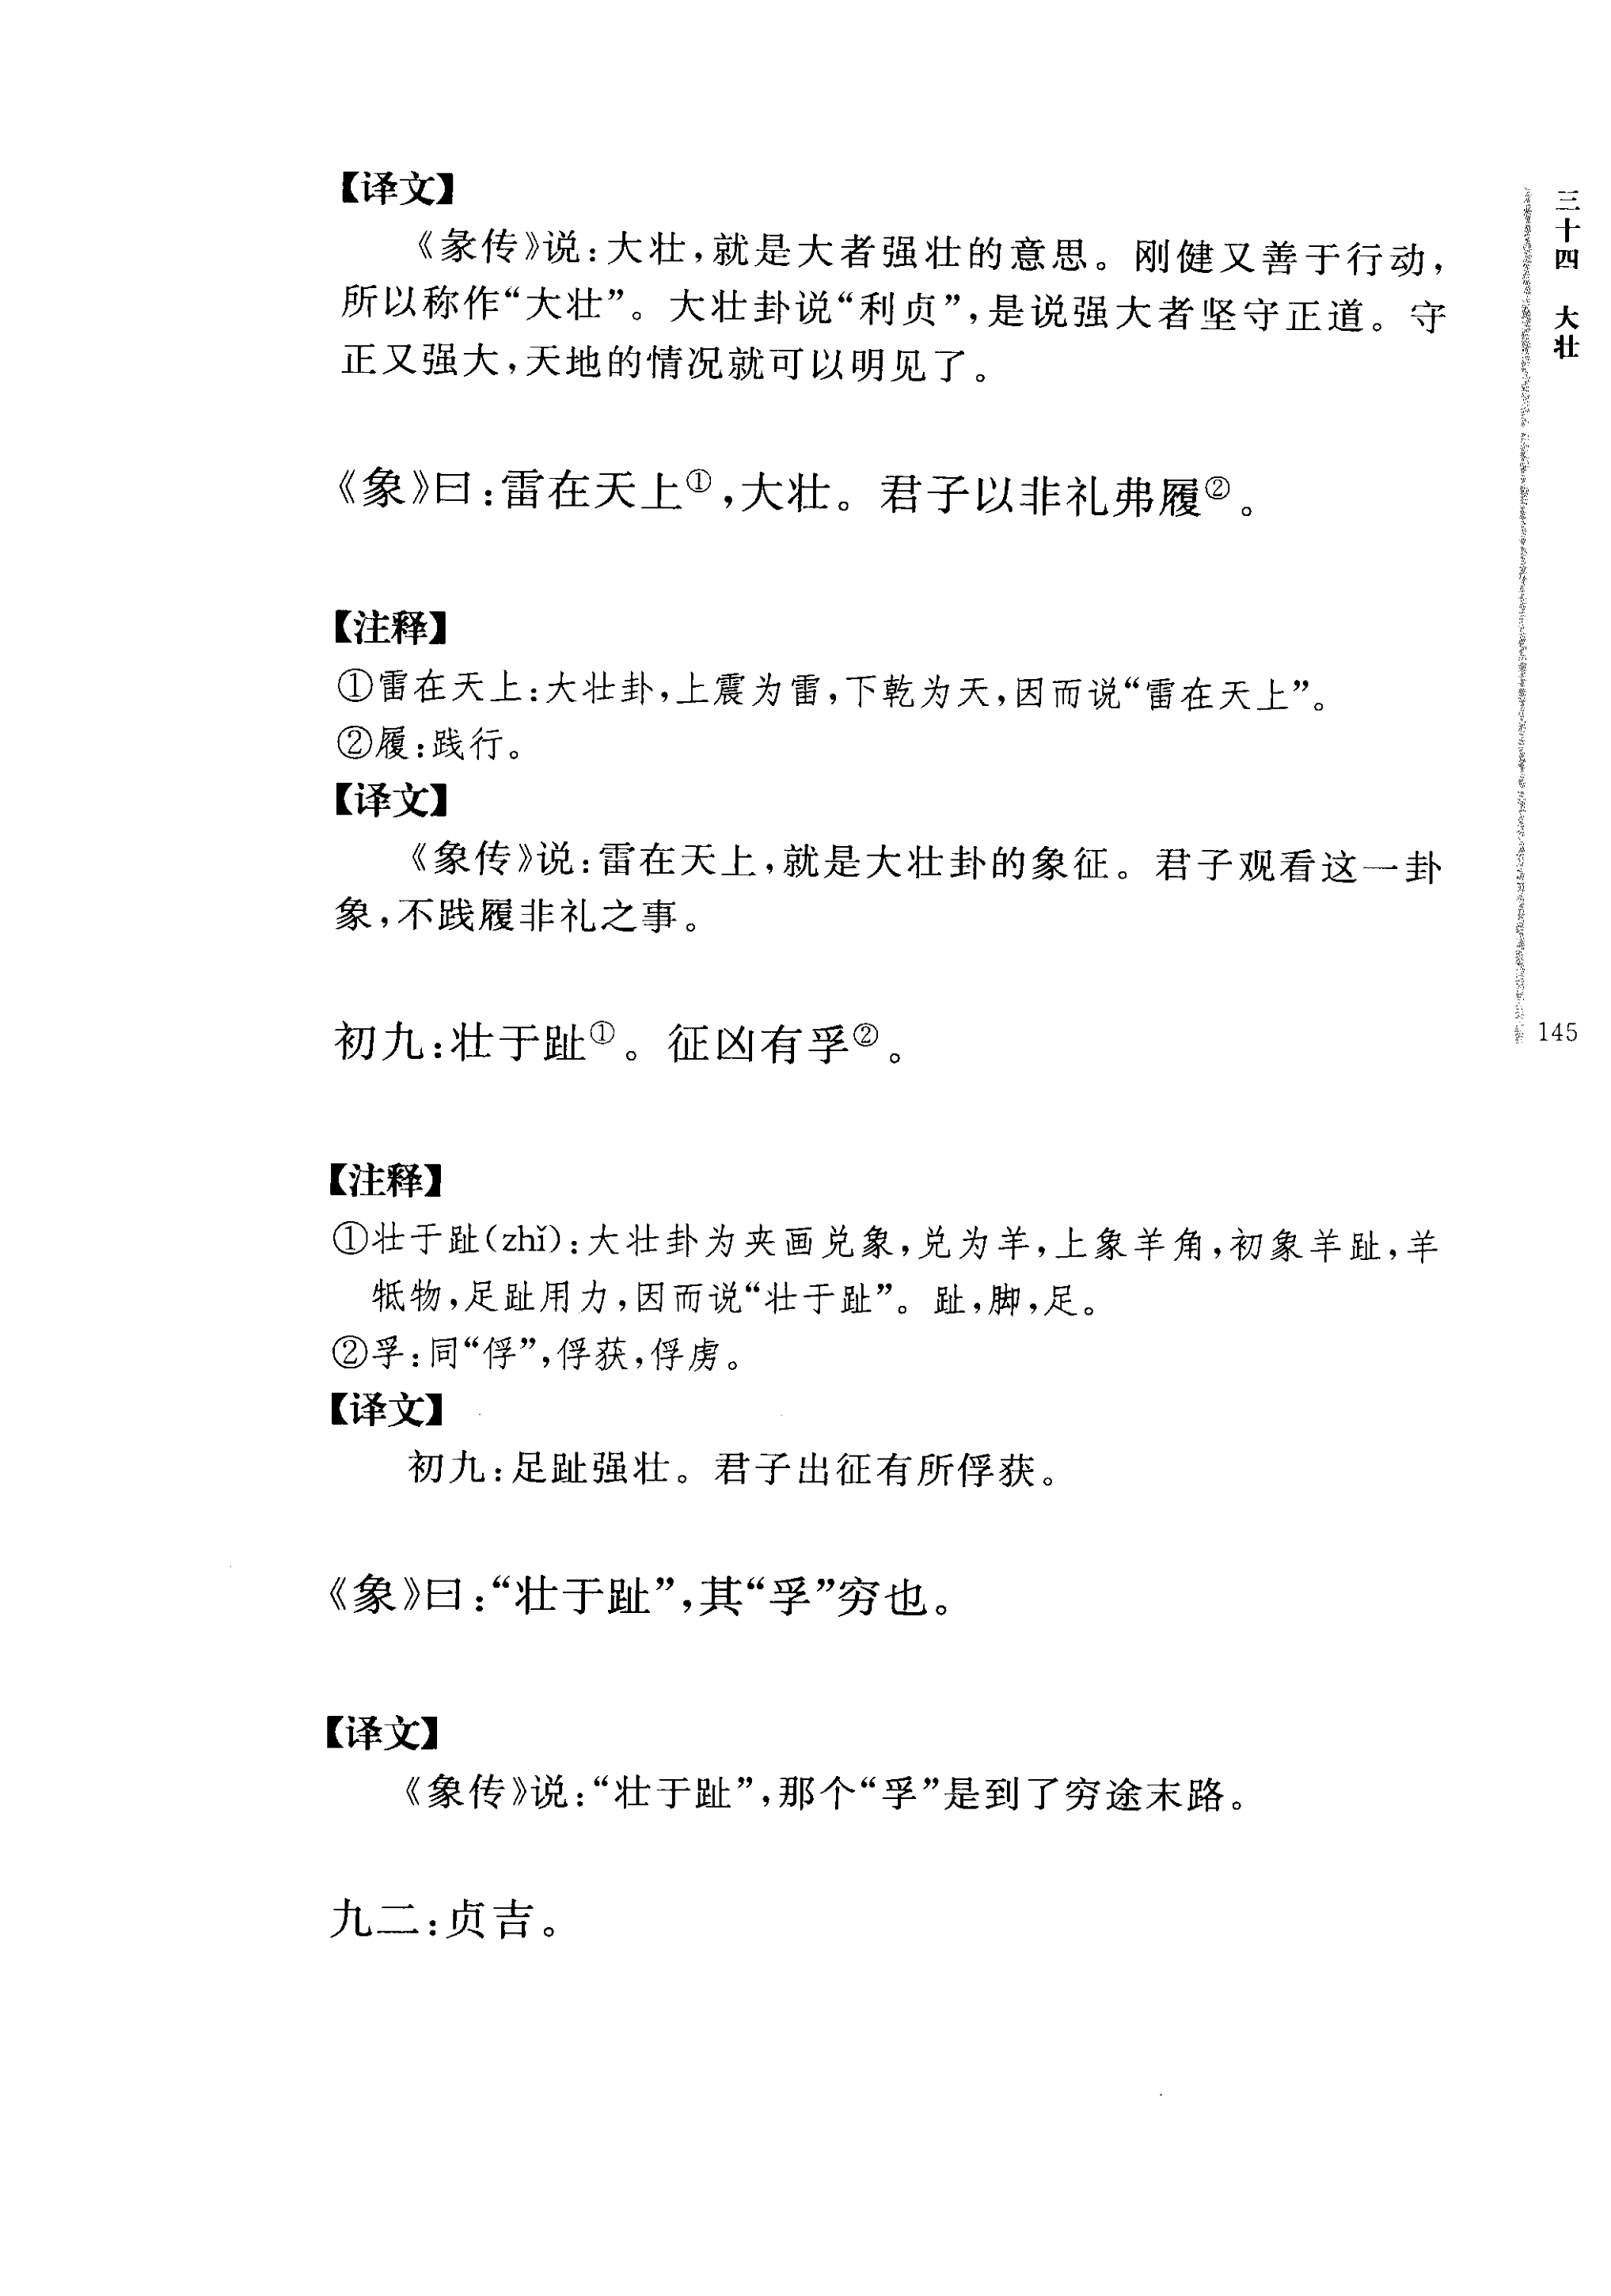 【译文】
《彖传》说:大壮,就是大者强壮的意思。刚健又善于行动,
所以称作“大壮”。大壮卦说“利贞”,是说强大者坚守正道。守
正又强大,天地的情况就可以明见了。
《象》曰:雷在天上①,大壮。君子以非礼弗履②。
【注释】
①雷在天上:大壮卦,上震为雷,下乾为天,因而说“雷在天上”。
②履:践行。
【译文】
《象传》说:雷在天上,就是大壮卦的象征。君子观看这一卦
象,不践履非礼之事。
初九:壮于趾①。征凶有孚②。
【注释】
①壮于趾(zhǐ):大壮卦为夹画兑象,兑为羊,上象羊角,初象羊趾,羊
牴物,足趾用力,因而说“壮于趾”。趾,脚,足。
②孚:同“俘”,俘获,俘虏。
【译文】
初九:足趾强壮。君子出征有所俘获。
《象》曰:“壮于趾”,其“孚”穷也。
【译文】
《象传》说:“壮于趾”,那个“孚”是到了穷途末路。
九二:贞吉。
三十四 大壮
145